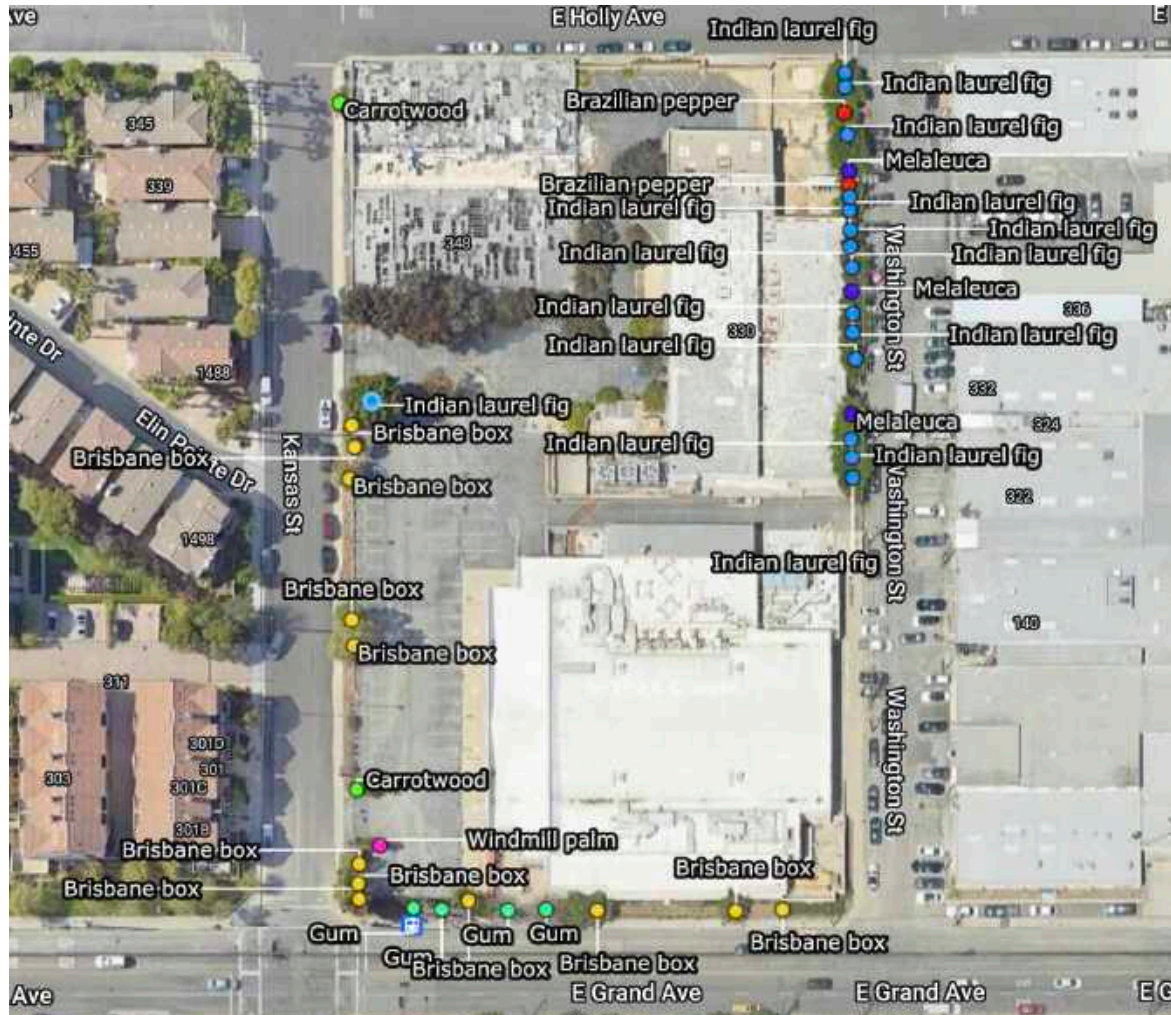 Ave
E Holly Ave
E
Indian laurel fig
Indian laurel fig
Brazilian pepper
Carrotwood
345
Indian laurel fig
Melaleuca
Brazilian pepper
339
Indian laurel fig
Indian laurel fig
Indian laurel fig
348
1455
Indian laurel fig
Indian laurel fig
Washington St
Melaleuca
Indian laurel fig
336
330
Indian laurel fig
Indian laurel fig
inte Dr
1488
332
Indian laurel fig
Melaleuca
324
Elin Pointe Dr
Brisbane box
Indian laurel fig
Indian laurel fig
Brisbane box
Kansas St
Brisbane box
322
Washington St
1498
Indian laurel fig
Brisbane box
140
Brisbane box
311
Washington St
301D
301
303
301C
Carrotwood
301B
Windmill palm
Brisbane box
Brisbane box
Brisbane box
Brisbane box
Gum
Gum
Gum
Gum
Brisbane box
Brisbane box
Brisbane box
Ave
E Grand Ave
E Grand Ave
E G